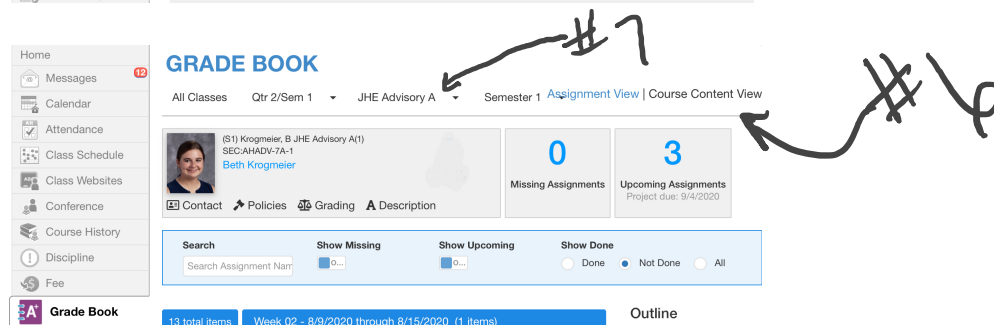 Home
Messages 12
Calendar
Attendance
Class Schedule
Class Websites
Conference
Course History
Discipline
Fee
Grade Book
GRADE BOOK
#7
All Classes Qtr 2/Sem 1 JHE Advisory A Semester 1 Assignment View | Course Content View
#6
(S1) Krogmeier, B JHE Advisory A(1)
SEC:AHADV-7A-1
Beth Krogmeier
Contact Policies Grading A Description
0
Missing Assignments
3
Upcoming Assignments
Project due: 9/4/2020
Search Show Missing Show Upcoming Show Done
Search Assignment Nam o... o... Done Not Done All
13 total items Week 02 - 8/9/2020 through 8/15/2020 (1 items)
Outline